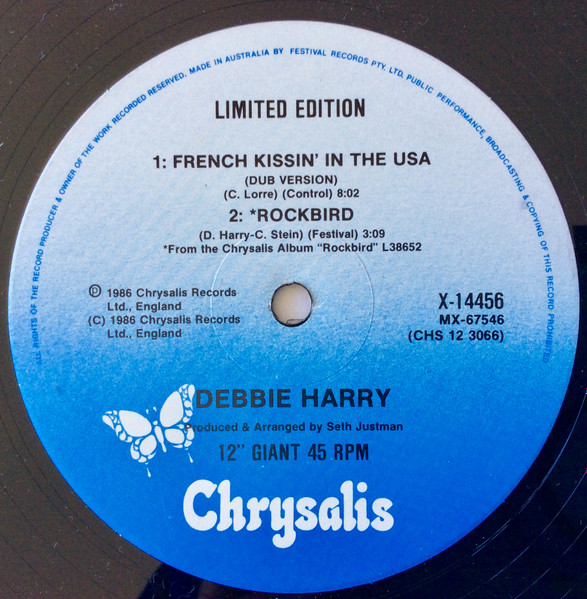 ALL RIGHTS OF THE RECORD PRODUCER & OWNER OF THE WORK RECORDED RESERVED. MADE IN AUSTRALIA BY FESTIVAL RECORDS PTY. LTD. PUBLIC PERFORMANCE, BROADCASTING & COPYING OF THIS RECORD PROHIBITED
LIMITED EDITION
1: FRENCH KISSIN' IN THE USA
(DUB VERSION)
(C. Lorre) (Control) 8:02
2: *ROCKBIRD
(D. Harry-C. Stein) (Festival) 3:09
*From the Chrysalis Album "Rockbird" L38652
℗ 1986 Chrysalis Records
Ltd., England
(C) 1986 Chrysalis Records
Ltd., England
X-14456
MX-67546
(CHS 12 3066)
DEBBIE HARRY
Produced & Arranged by Seth Justman
12" GIANT 45 RPM
Chrysalis